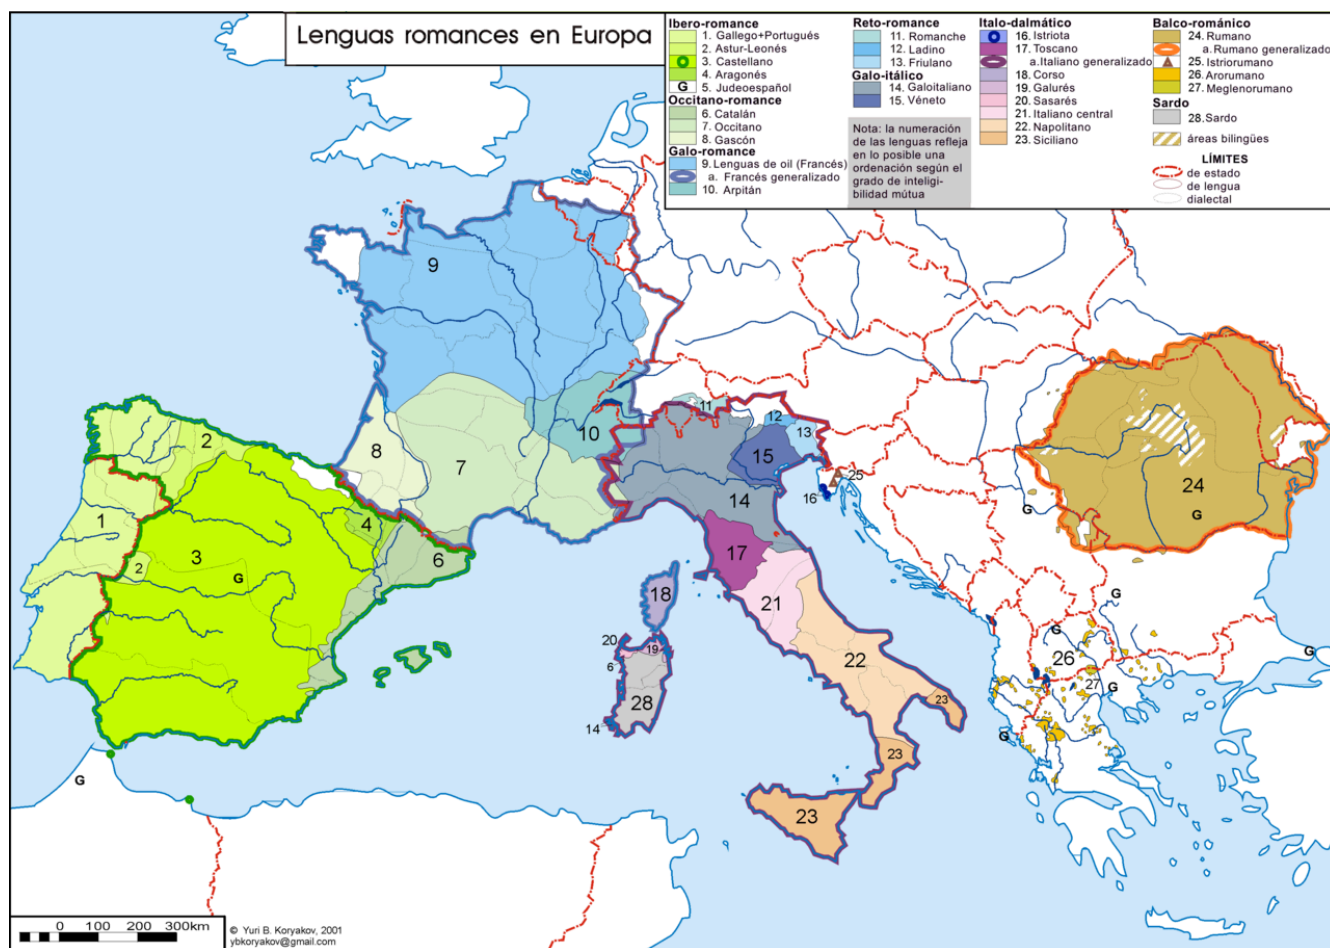 Lenguas romances en Europa
Ibero-romance
1. Gallego+Portugués
2. Astur-Leonés
3. Castellano
4. Aragonés
G 5. Judeoespañol
Occitano-romance
6. Catalán
7. Occitano
8. Gascón
Galo-romance
9. Lenguas de oil (Francés)
a. Francés generalizado
10. Arpitán
Reto-romance
11. Romanche
12. Ladino
13. Friulano
Galo-itálico
14. Galoitaliano
15. Véneto
Nota: la numeración
de las lenguas refleja
en lo posible una
ordenación según el
grado de inteligi-
bilidad mútua
Italo-dalmático
16. Istriota
17. Toscano
a. Italiano generalizado
18. Corso
19. Galurés
20. Sasarés
21. Italiano central
22. Napolitano
23. Siciliano
Balco-románico
24. Rumano
a. Rumano generalizado
25. Istriorumano
26. Arorumano
27. Meglenorumano
Sardo
28. Sardo
áreas bilingües
LÍMITES
de estado
de lengua
dialectal
9
11
12
13
2
8
10
15
7
25
16
14
24
G
G
1
4
3
6
17
2
G
18
21
G
G
20
19
G
26
6
22
27
G
28
23
14
G
23
G
23
0 100 200 300km
© Yuri B. Koryakov, 2001
ybkoryakov@gmail.com